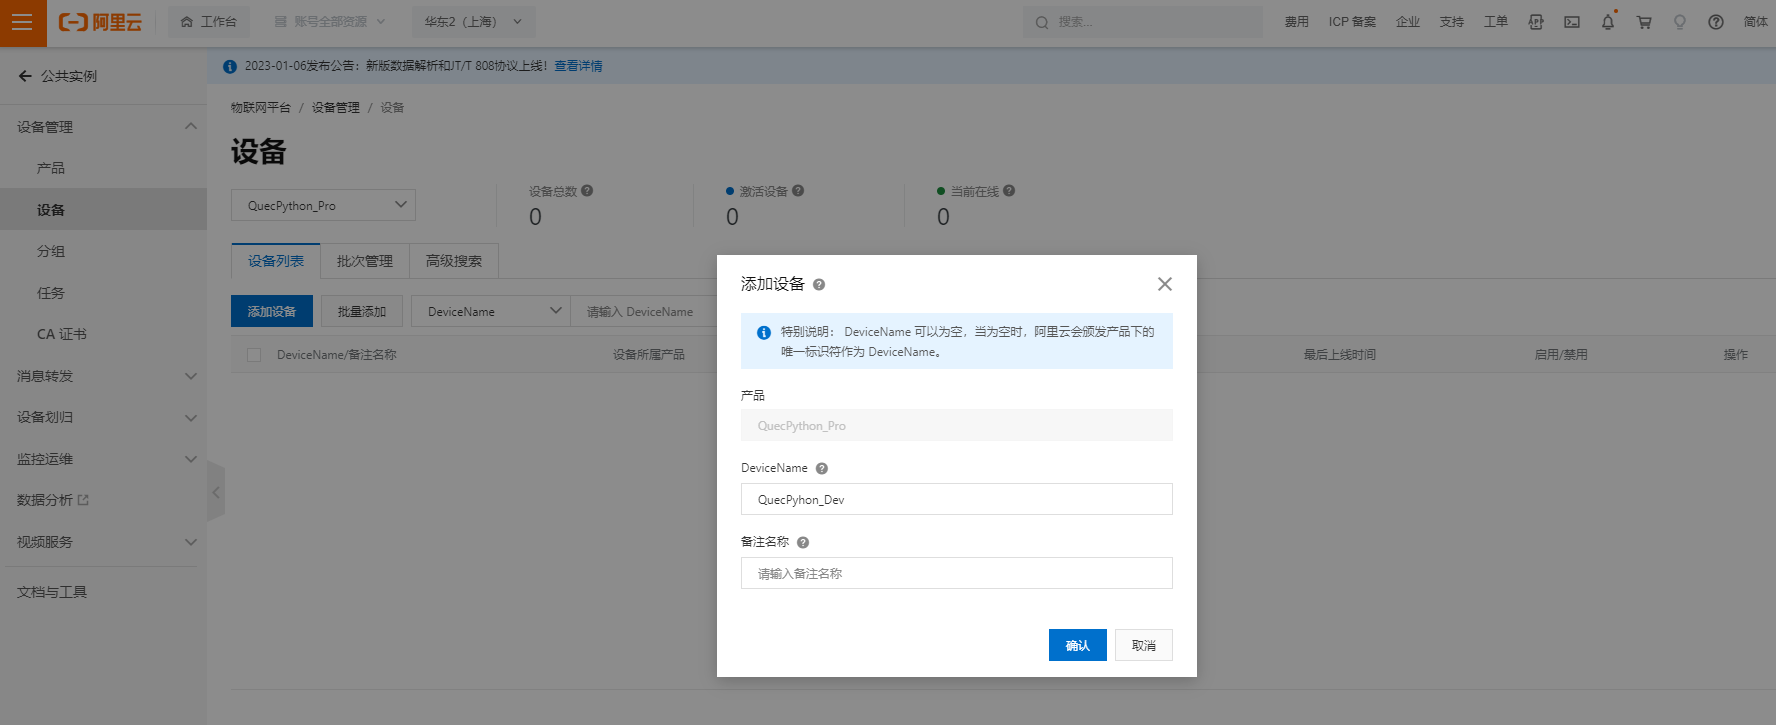 阿里云
工作台
账号全部资源
华东2（上海）
搜索...
费用
ICP 备案
企业
支持
工单
简体
公共实例
2023-01-06发布公告：新版数据解析和JT/T 808协议上线！查看详情
物联网平台 / 设备管理 / 设备
设备管理
产品
设备
分组
任务
CA 证书
消息转发
设备划归
监控运维
数据分析
视频服务
文档与工具
设备
QuecPython_Pro
设备总数
0
激活设备
0
当前在线
0
设备列表
批次管理
高级搜索
添加设备
批量添加
DeviceName
请输入 DeviceName
DeviceName/备注名称
设备所属产品
最后上线时间
启用/禁用
操作
添加设备
特别说明： DeviceName 可以为空，当为空时，阿里云会颁发产品下的
唯一标识符作为 DeviceName。
产品
QuecPython_Pro
DeviceName
QuecPyhon_Dev
备注名称
请输入备注名称
确认
取消